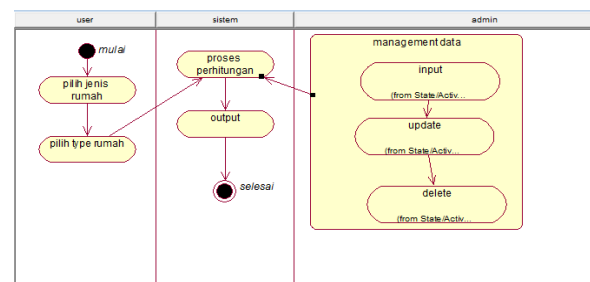 user
sistem
admin
mulai
pilih jenis
rumah
pilih type rumah
proses
perhitungan
output
selesai
management data
input
(from State/Activ...
update
(from State/Activ...
delete
(from State/Activ...